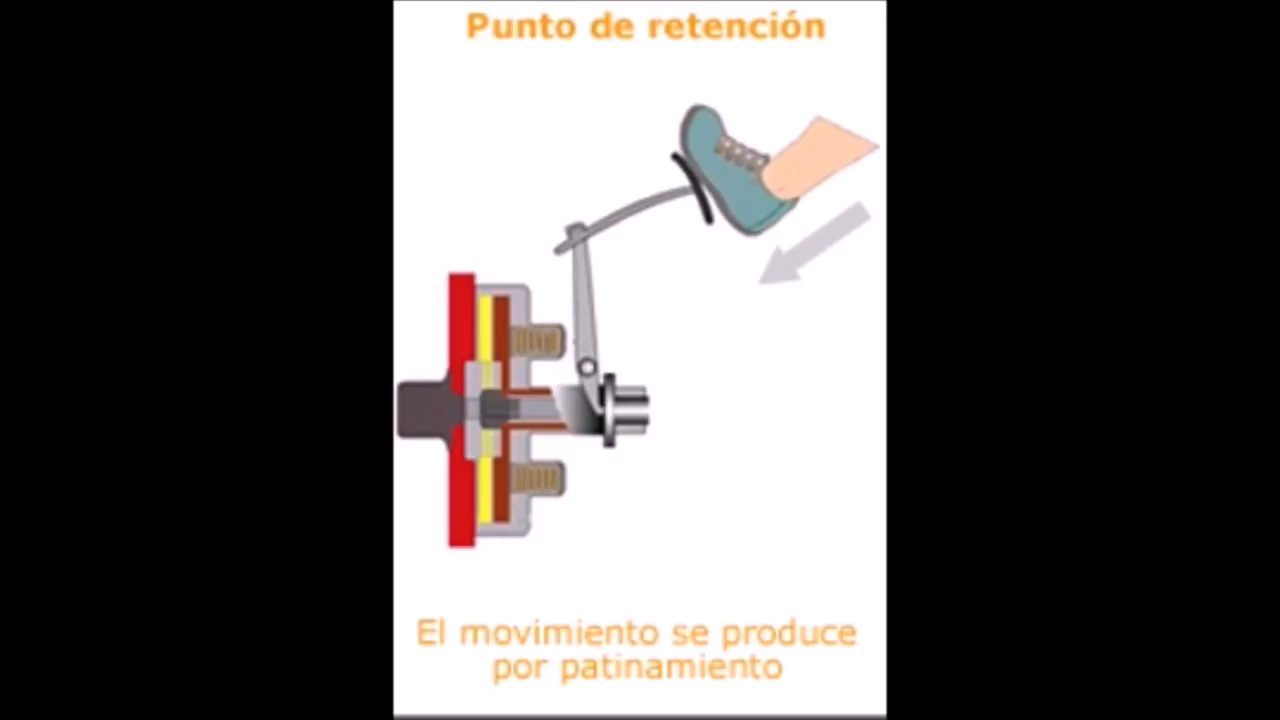 Punto de retención
El movimiento se produce
por patinamiento